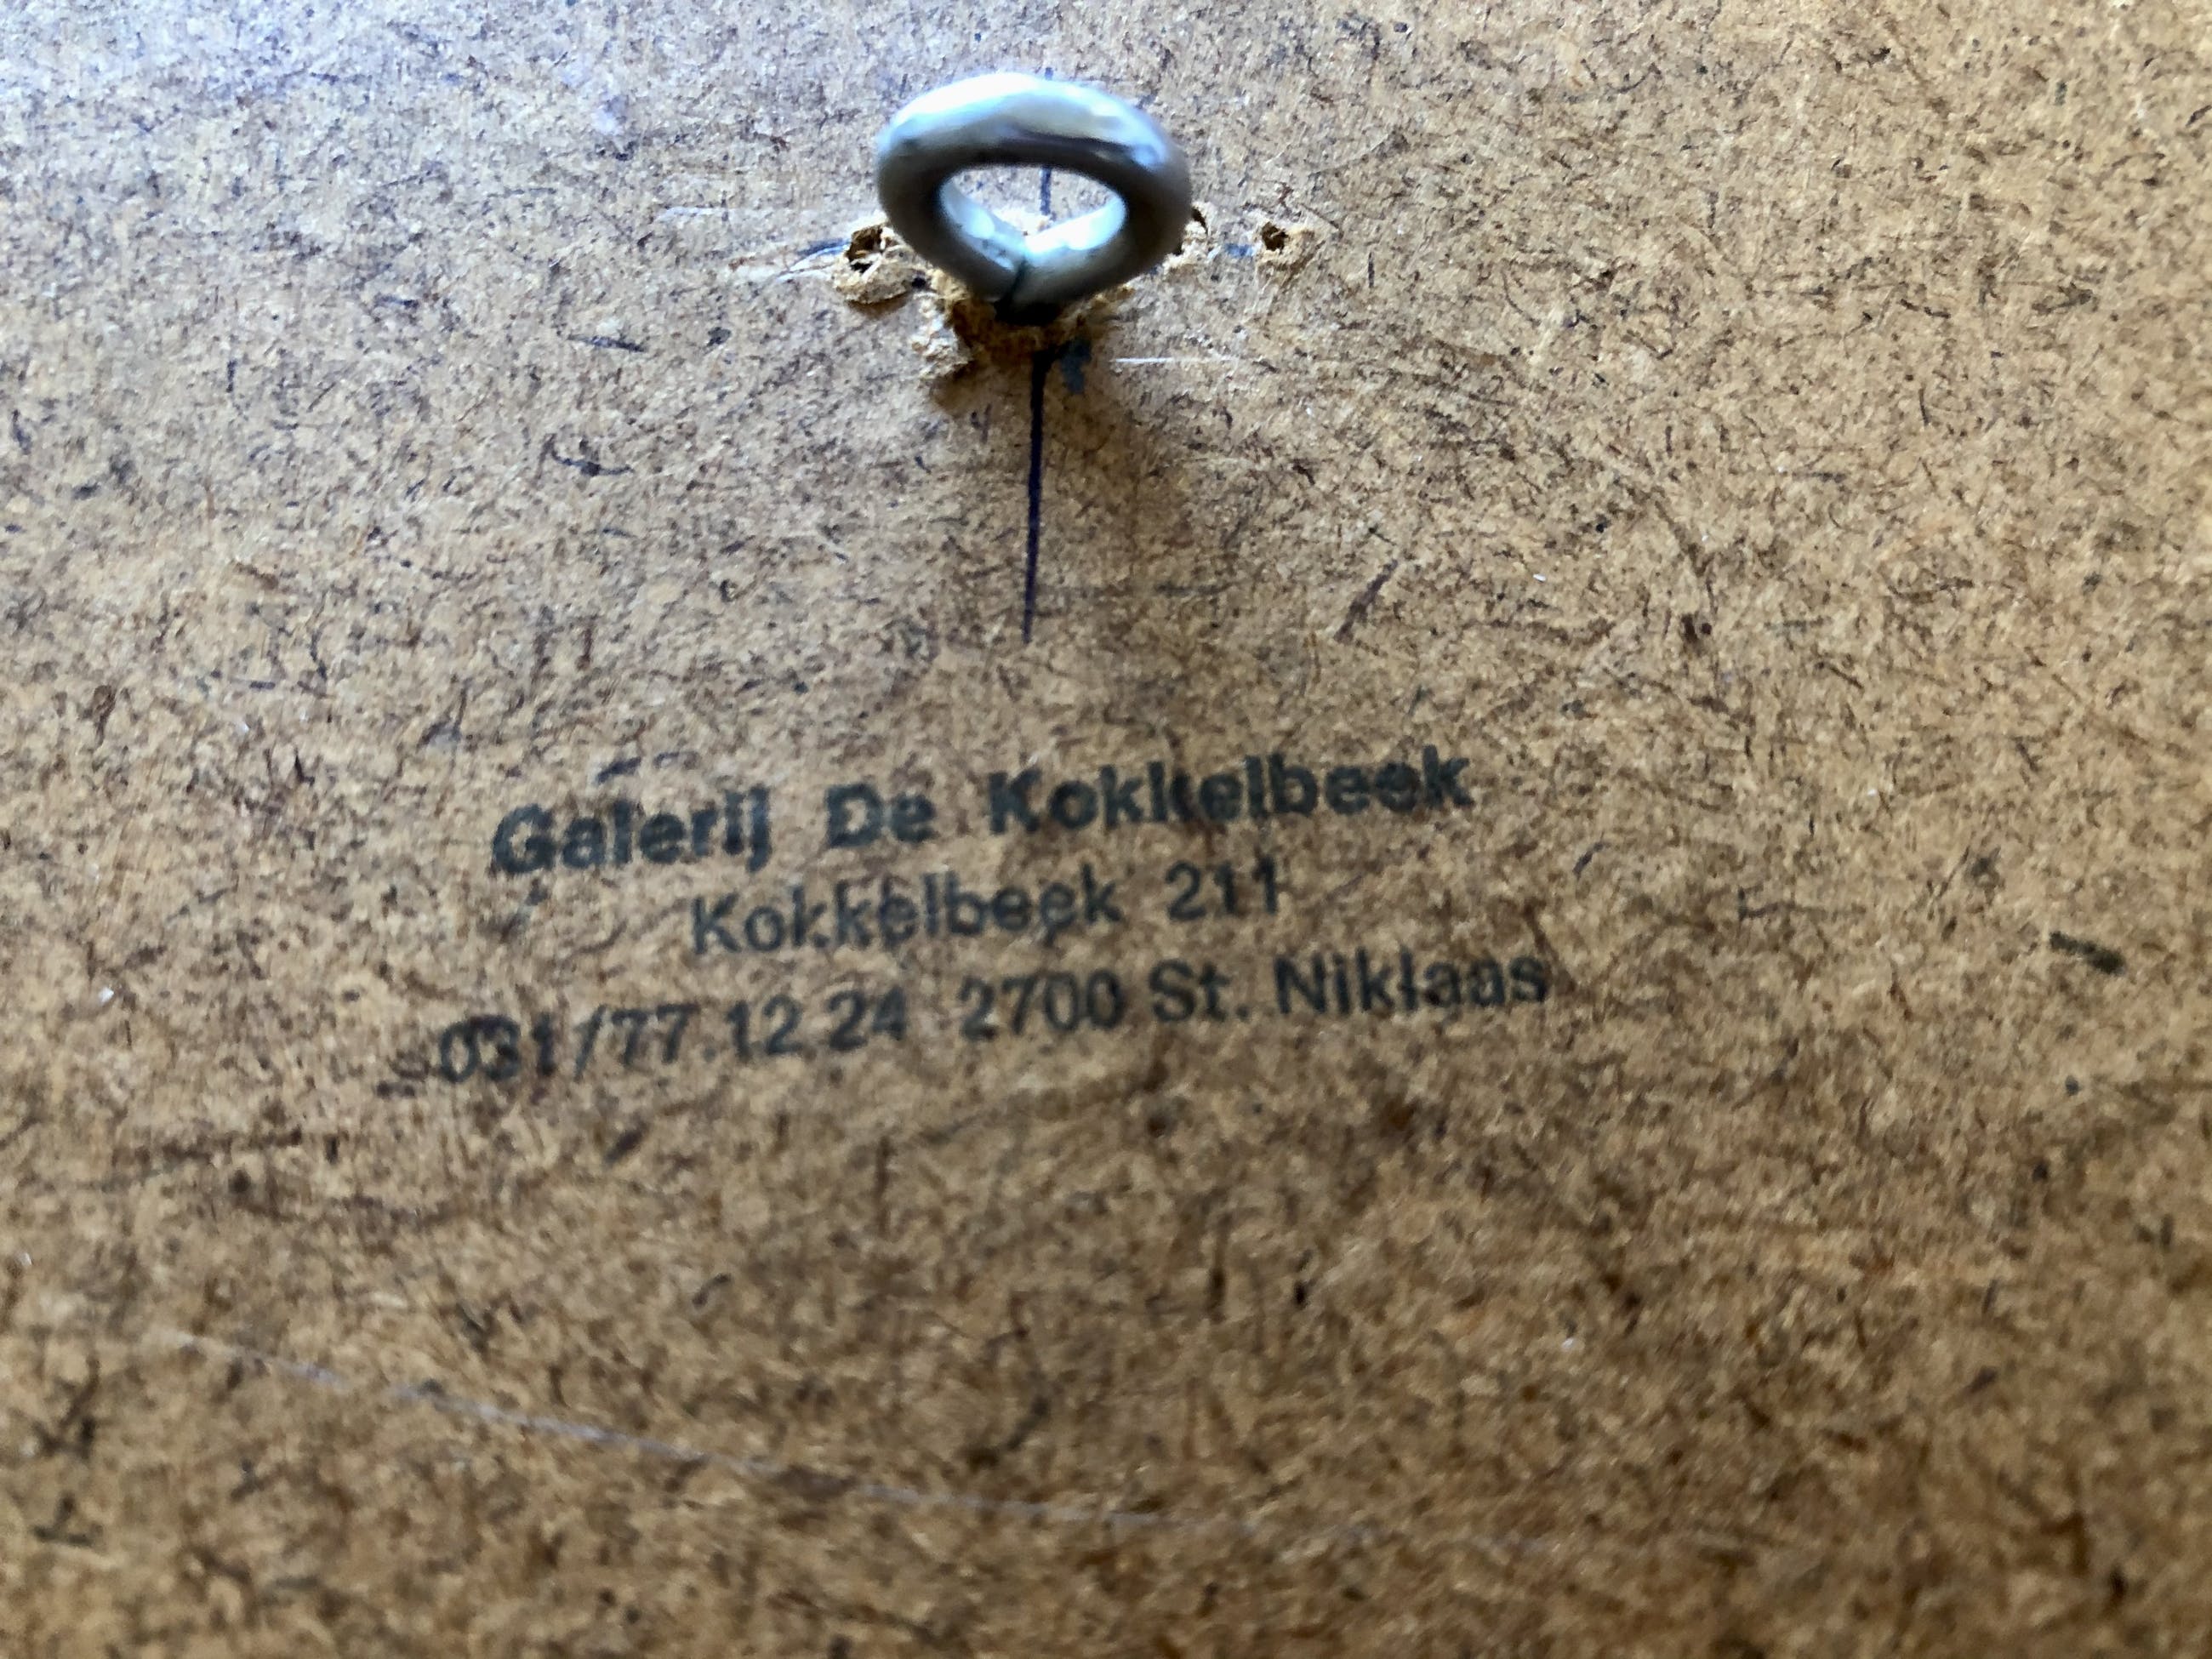 Galerij De Kokkelbeek
Kokkelbeek 211
031/77.12.24 2700 St. Niklaas